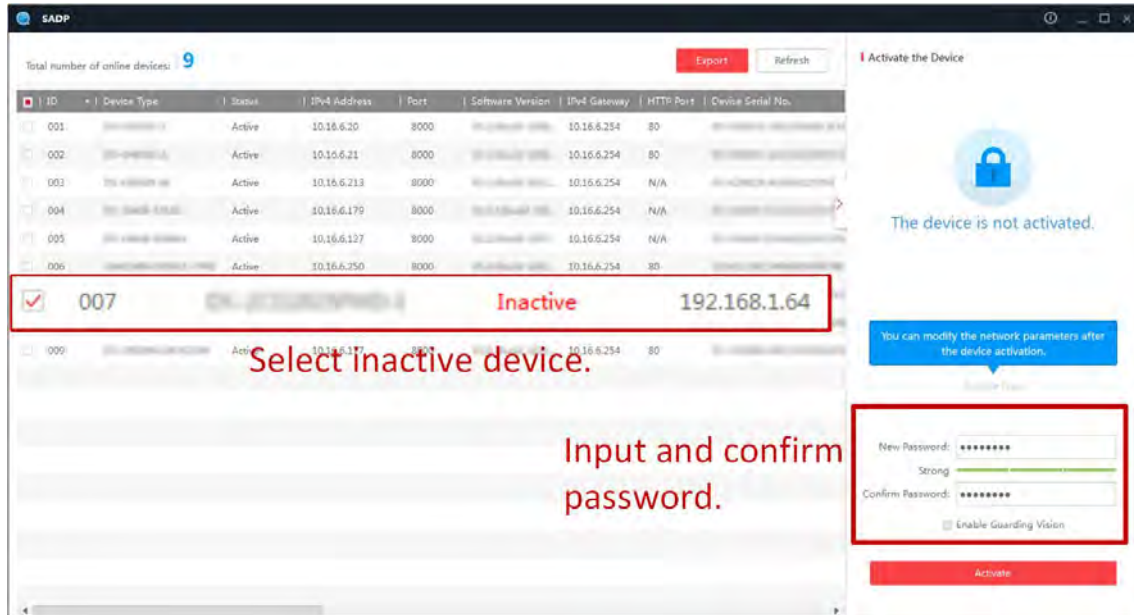 SADP
Total number of online devices: 9
Export
Refresh
ID
Device Type
Status
IPv4 Address
Port
Software Version
IPv4 Gateway
HTTP Port
Device Serial No.
001 Active 10.16.6.20 8000 10.16.6.254 80
002 Active 10.16.6.21 8000 10.16.6.254 80
003 Active 10.16.6.213 8000 10.16.6.254 N/A
004 Active 10.16.6.179 8000 10.16.6.254 N/A
005 Active 10.16.6.127 8000 10.16.6.254 N/A
006 Active 10.16.6.250 8000 10.16.6.254 80
007 Inactive 192.168.1.64
009 10.16.6.254 80
Select inactive device.
Input and confirm
password.
Activate the Device
The device is not activated.
You can modify the network parameters after
the device activation.
New Password: ••••••••
Strong
Confirm Password: ••••••••
Enable Guarding Vision
Activate